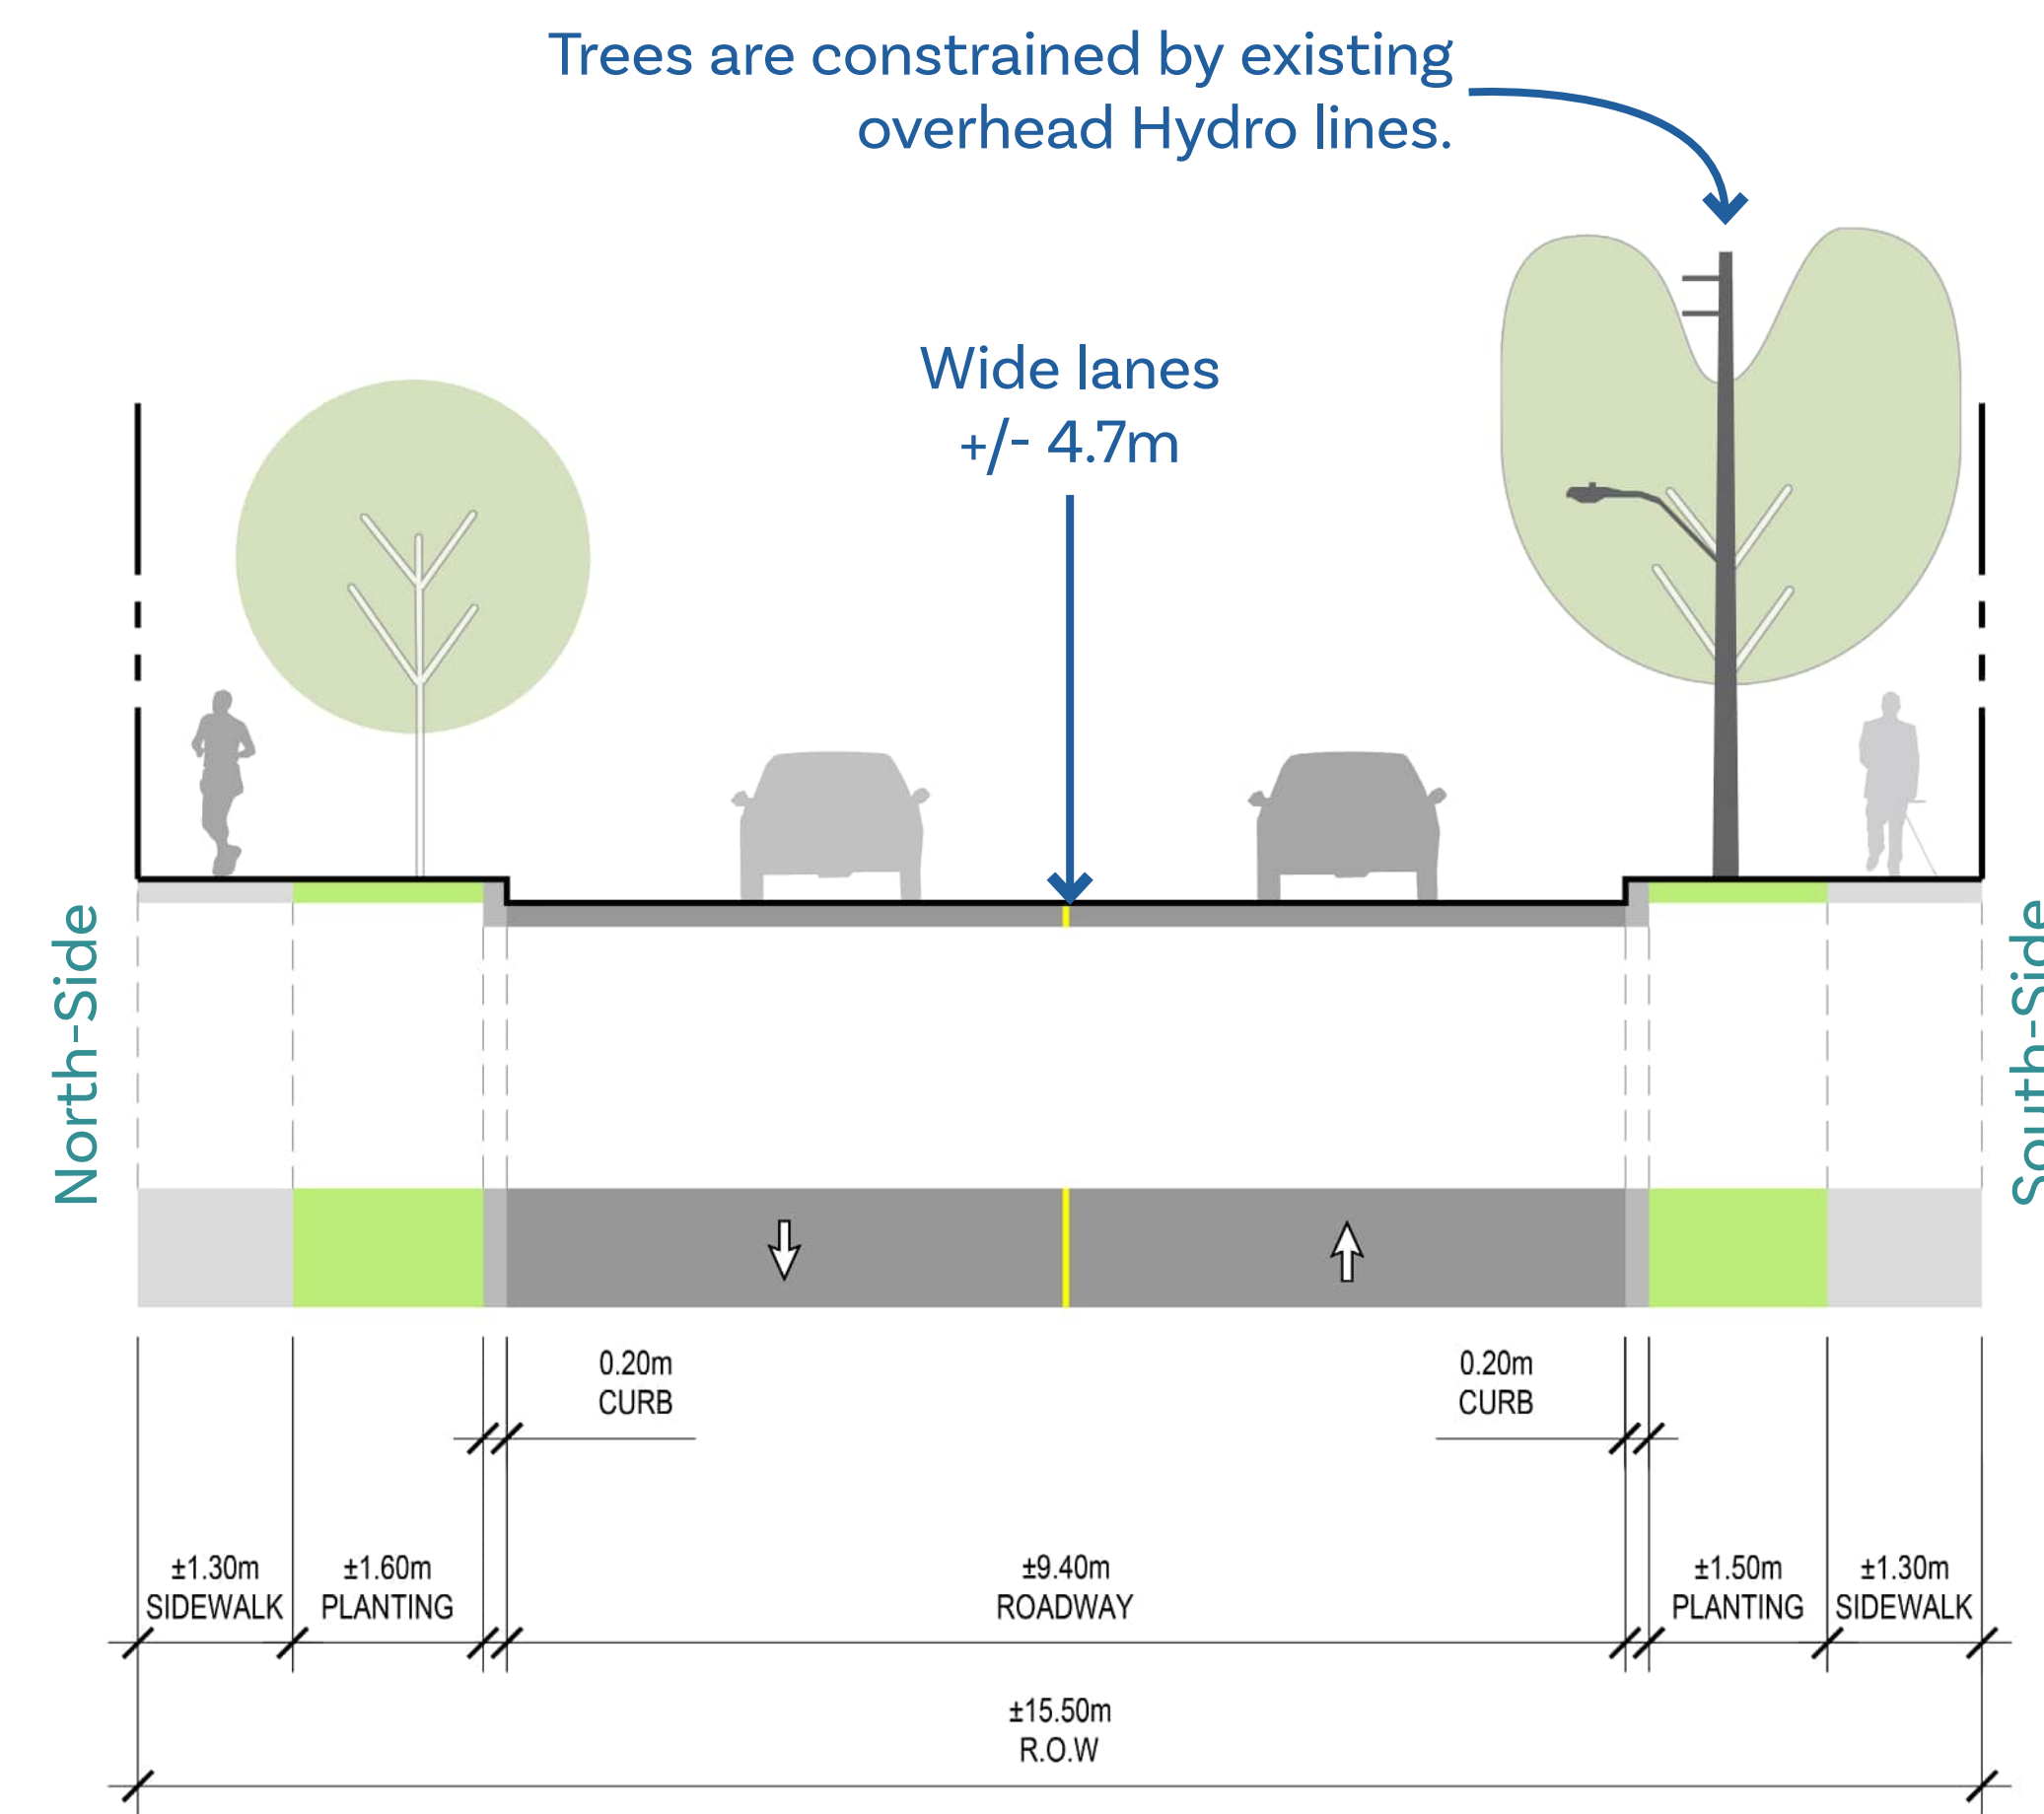 Trees are constrained by existing
overhead Hydro lines.
Wide lanes
+/- 4.7m
North-Side
South-Side
0.20m
CURB
0.20m
CURB
±1.30m
SIDEWALK
±1.60m
PLANTING
±9.40m
ROADWAY
±1.50m
PLANTING
±1.30m
SIDEWALK
±15.50m
R.O.W